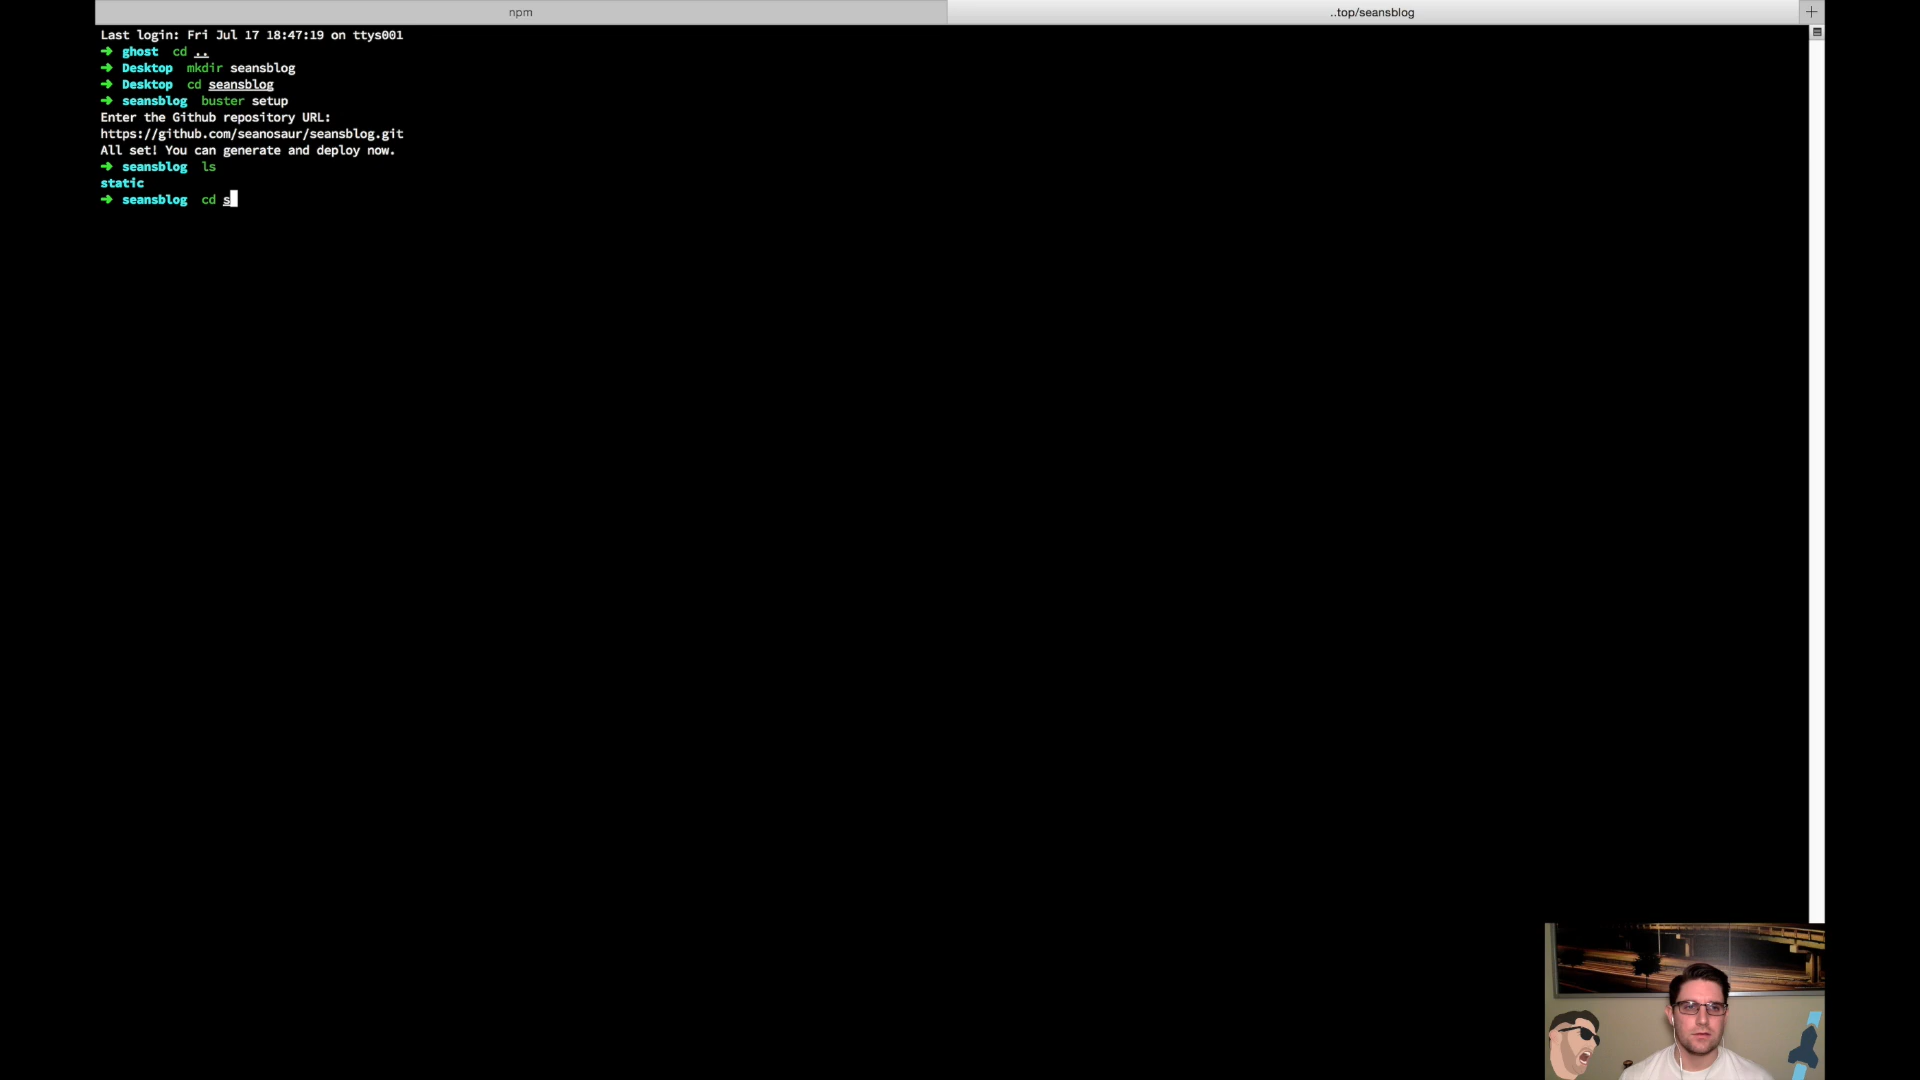 npm
..top/seansblog
Last login: Fri Jul 17 18:47:19 on ttys001
➜ ghost cd ..
➜ Desktop mkdir seansblog
➜ Desktop cd seansblog
➜ seansblog buster setup
Enter the Github repository URL:
https://github.com/seanosaur/seansblog.git
All set! You can generate and deploy now.
➜ seansblog ls
static
➜ seansblog cd s